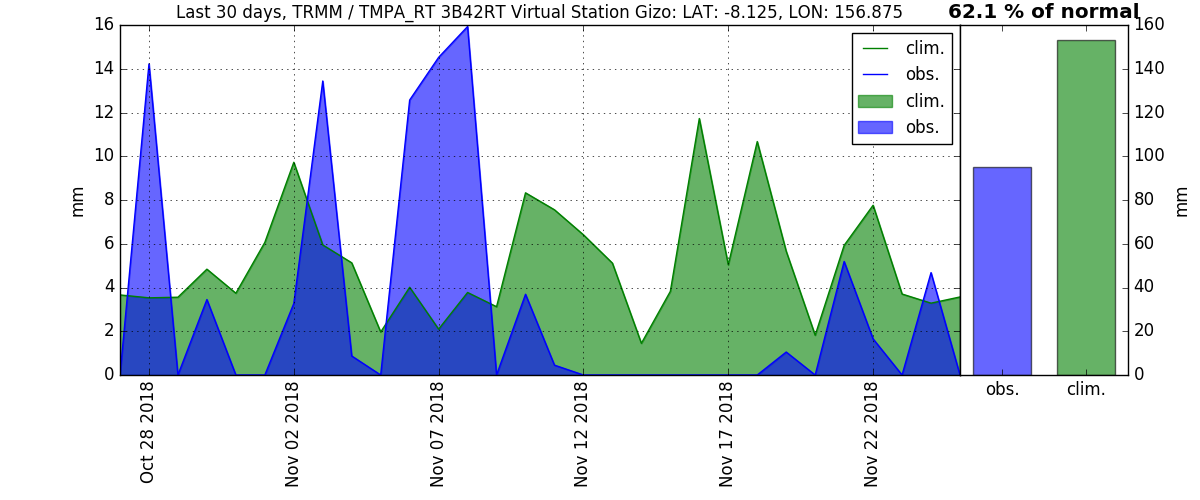 Last 30 days, TRMM / TMPA_RT 3B42RT Virtual Station Gizo: LAT: -8.125, LON: 156.875
62.1 % of normal
16
14
12
10
8
6
4
2
0
mm
clim.
obs.
clim.
obs.
160
140
120
100
80
60
40
20
0
mm
obs.
clim.
Oct 28 2018
Nov 02 2018
Nov 07 2018
Nov 12 2018
Nov 17 2018
Nov 22 2018